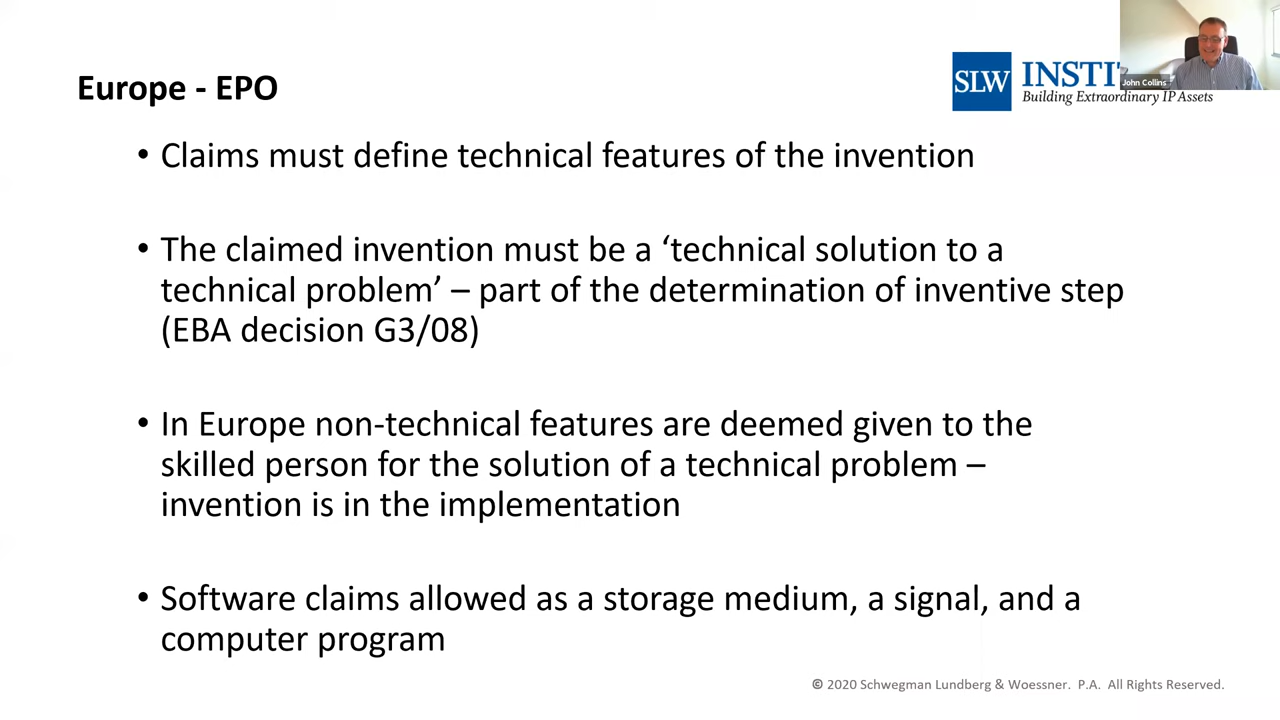 Europe - EPO
SLW INSTI
Building Extraordinary IP Assets
John Collins
• Claims must define technical features of the invention
• The claimed invention must be a ‘technical solution to a
technical problem’ – part of the determination of inventive step
(EBA decision G3/08)
• In Europe non-technical features are deemed given to the
skilled person for the solution of a technical problem –
invention is in the implementation
• Software claims allowed as a storage medium, a signal, and a
computer program
© 2020 Schwegman Lundberg & Woessner. P.A. All Rights Reserved.